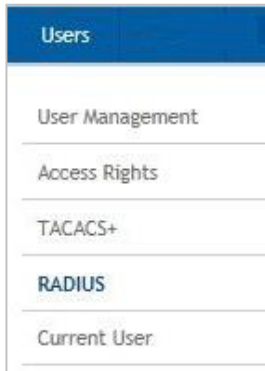 Users
User Management
Access Rights
TACACS+
RADIUS
Current User